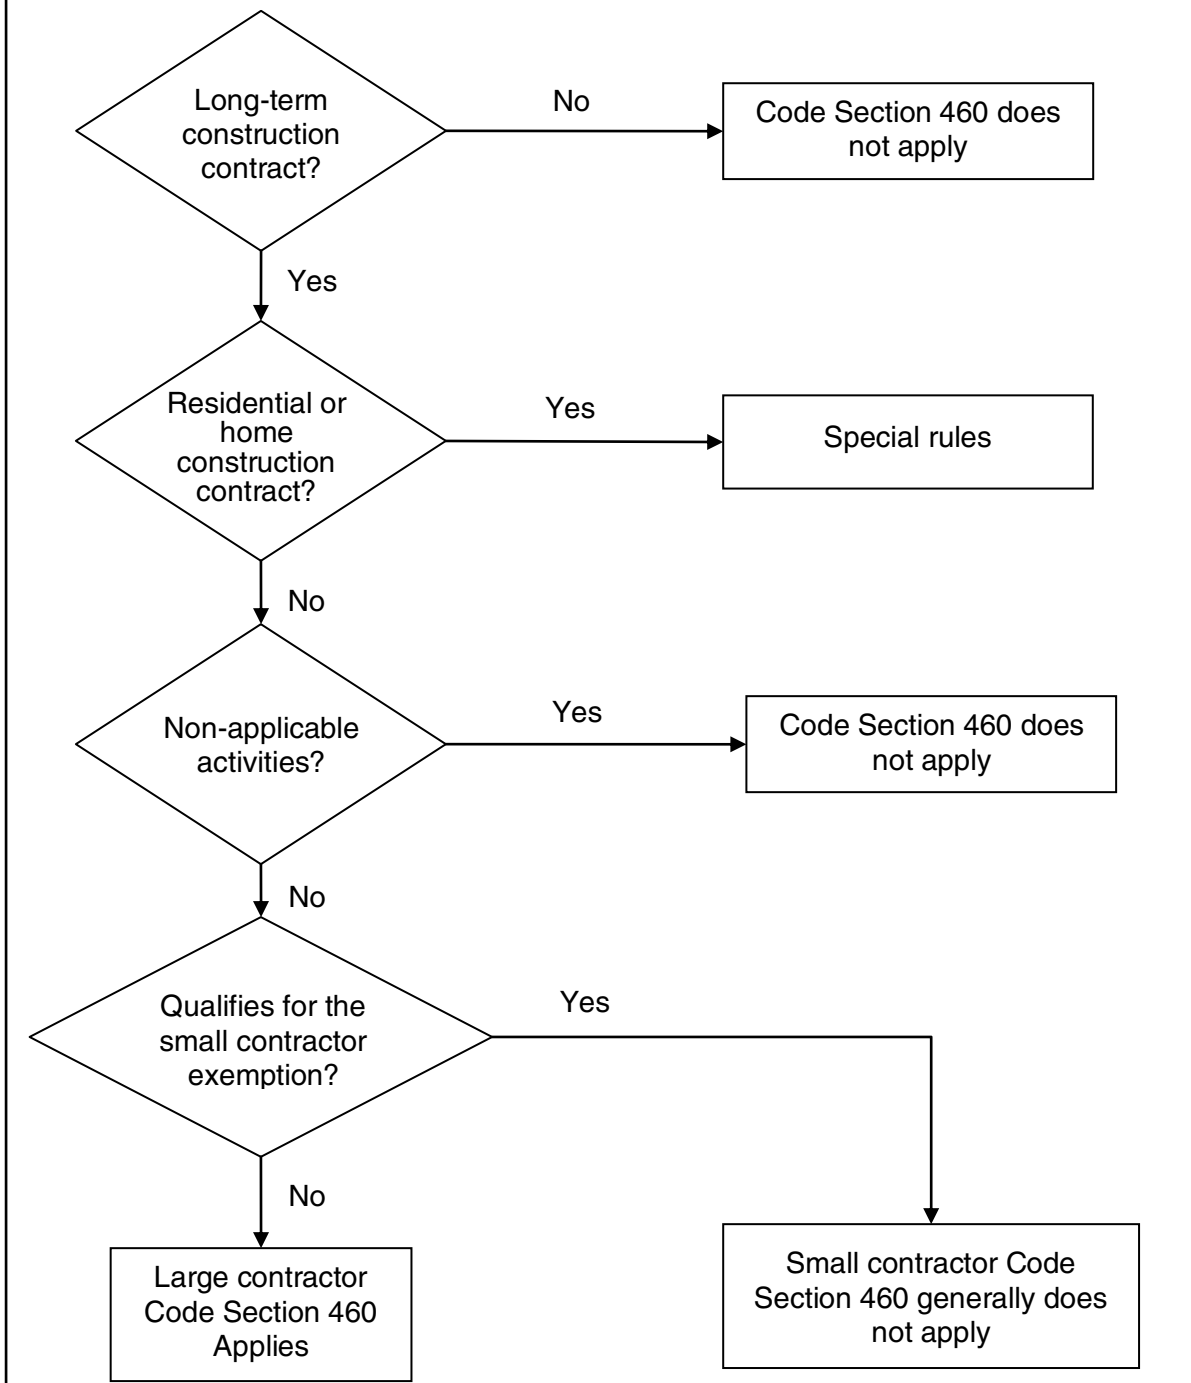 Long-term
construction
contract?
No
Code Section 460 does
not apply
Yes
Residential or
home
construction
contract?
Yes
Special rules
No
Non-applicable
activities?
Yes
Code Section 460 does
not apply
No
Qualifies for the
small contractor
exemption?
Yes
No
Large contractor
Code Section 460
Applies
Small contractor Code
Section 460 generally does
not apply